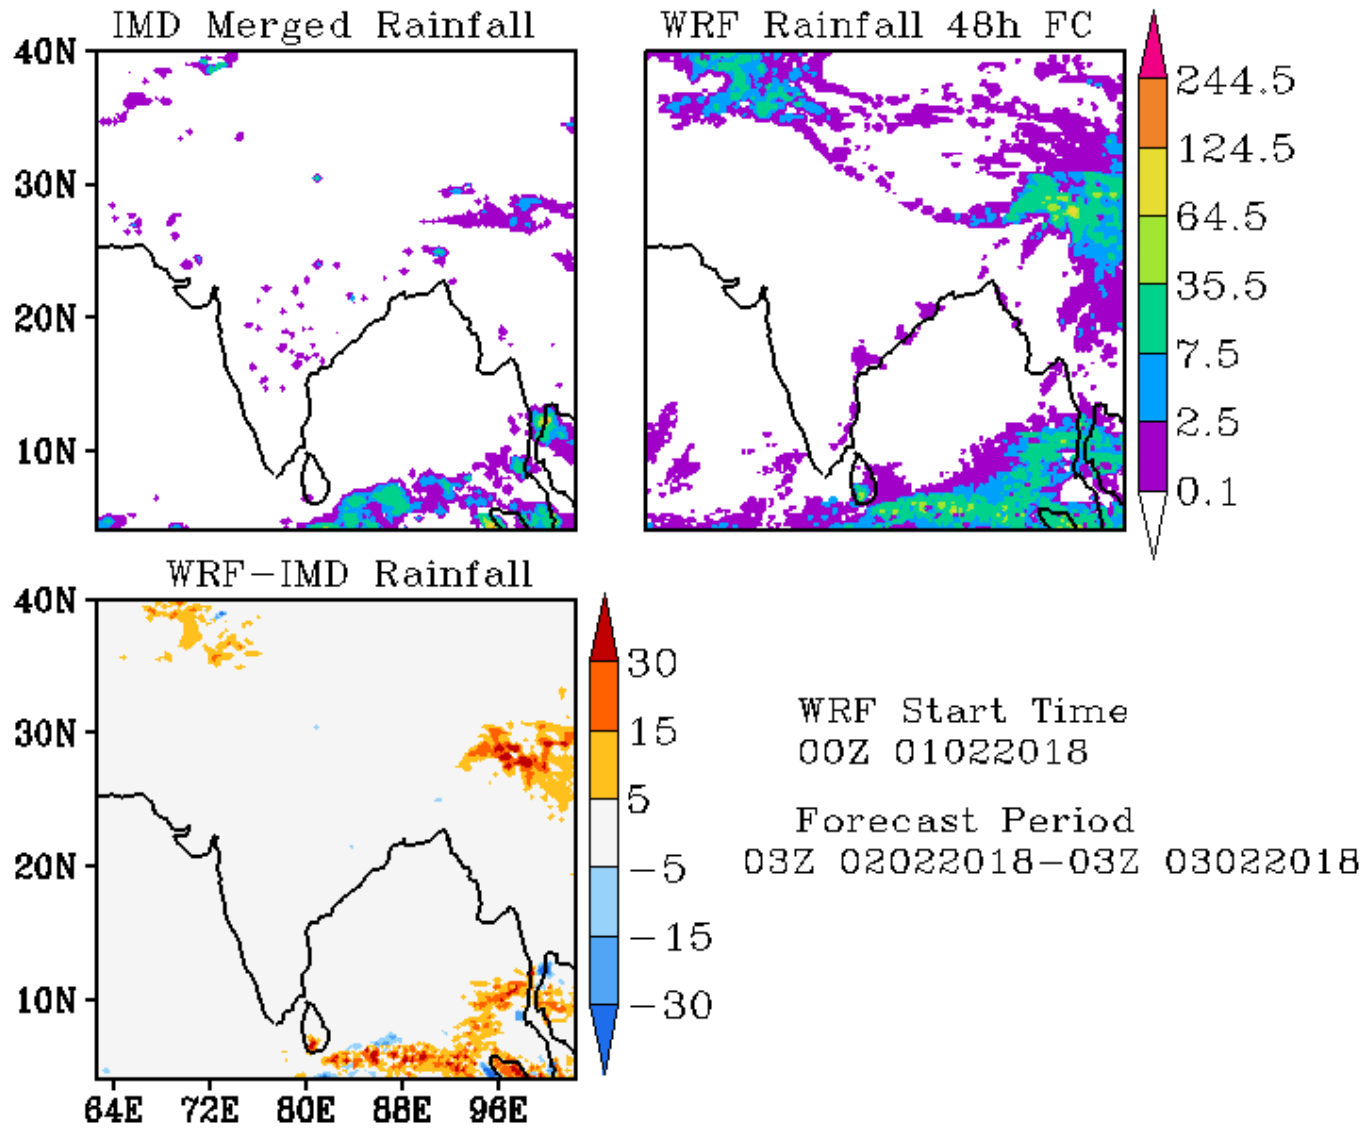 IMD Merged Rainfall
WRF Rainfall 48h FC
40N
30N
20N
10N
244.5
124.5
64.5
35.5
7.5
2.5
0.1
WRF-IMD Rainfall
40N
30N
20N
10N
64E 72E 80E 88E 96E
30
15
5
-5
-15
-30
WRF Start Time
00Z 01022018
Forecast Period
03Z 02022018-03Z 03022018